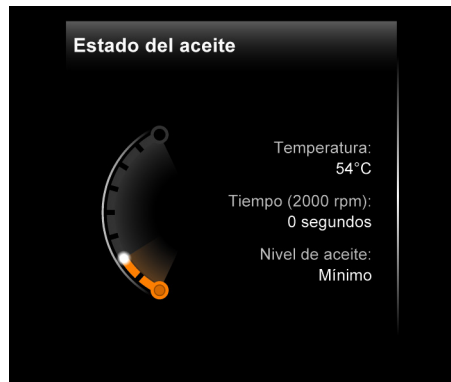 Estado del aceite
Temperatura:
54°C
Tiempo (2000 rpm):
0 segundos
Nivel de aceite:
Mínimo